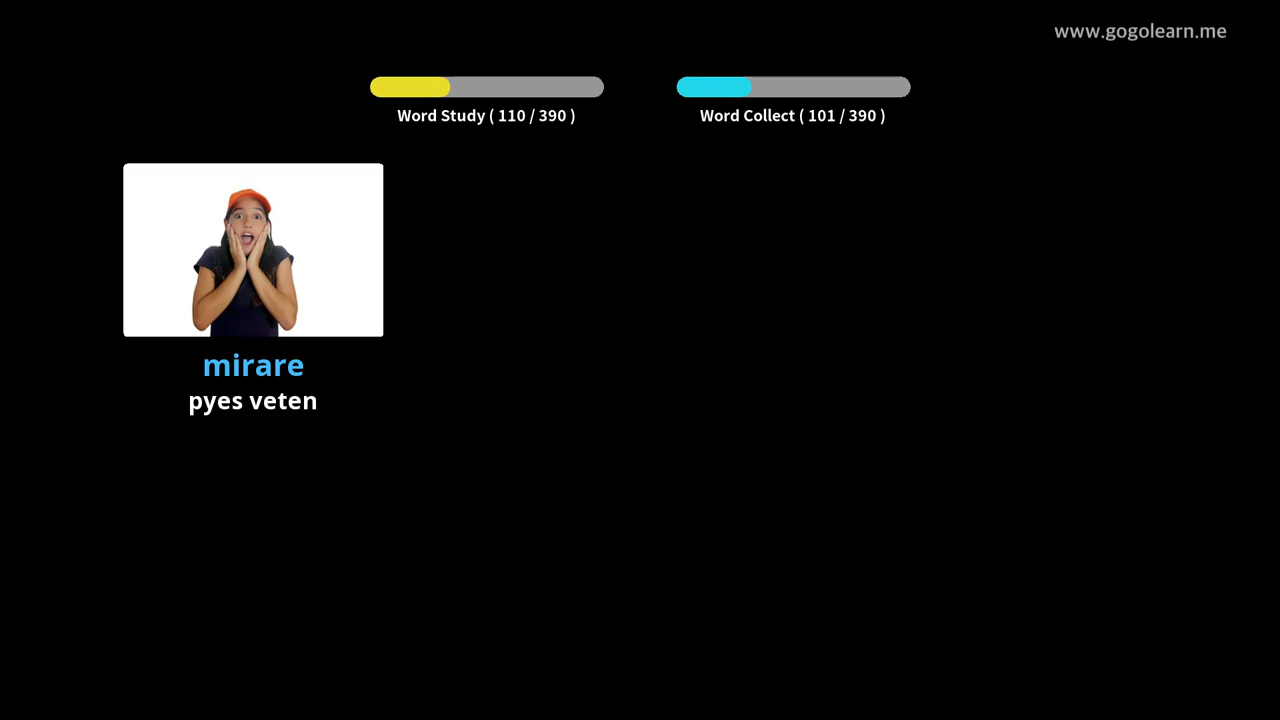 www.gogolearn.me
Word Study ( 110 / 390 )
Word Collect ( 101 / 390 )
mirare
pyes veten